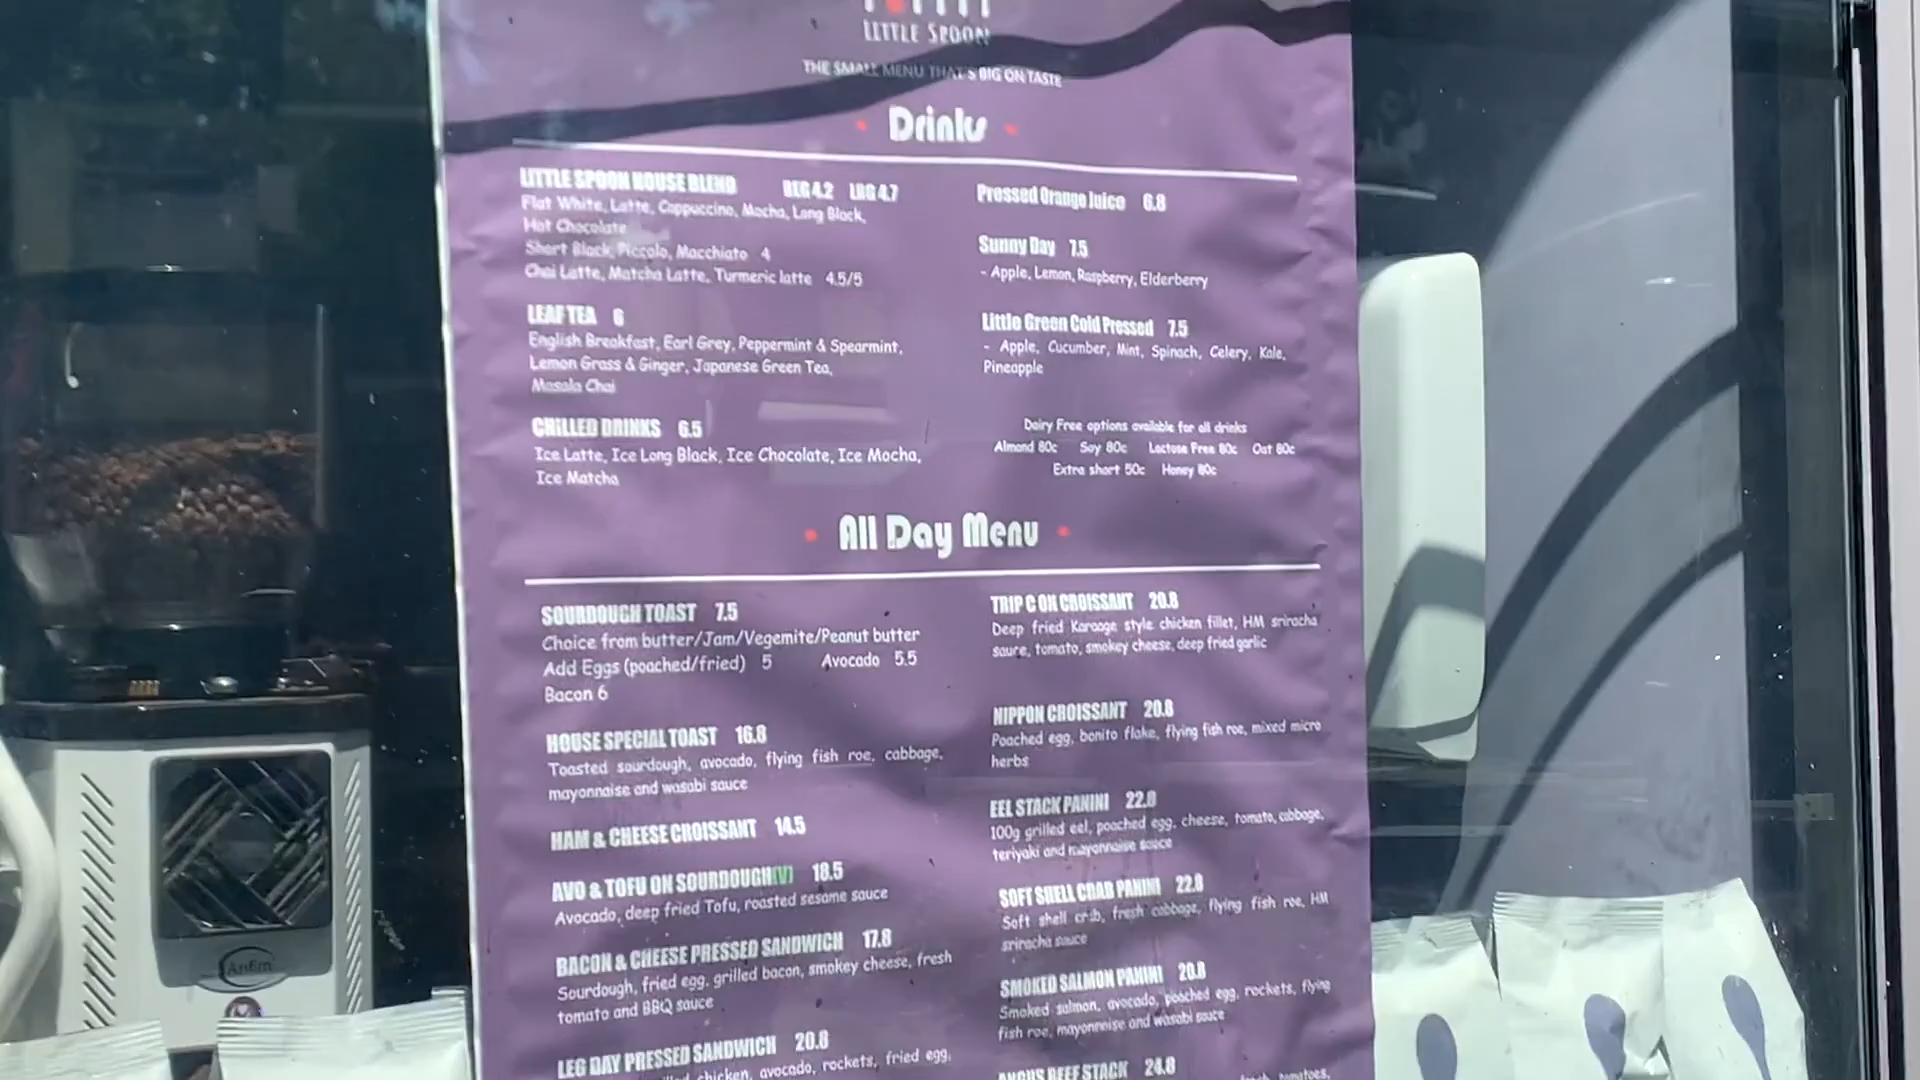 LITTLE SPOON
THE SMALL MENU THAT'S BIG ON TASTE
Drinks
LITTLE SPOON HOUSE BLEND REG 4.2 LRG 4.7
Flat White, Latte, Cappuccino, Mocha, Long Black,
Hot Chocolate
Short Black, Piccolo, Macchiato 4
Chai Latte, Matcha Latte, Turmeric latte 4.5/5
LEAF TEA 6
English Breakfast, Earl Grey, Peppermint & Spearmint,
Lemon Grass & Ginger, Japanese Green Tea,
Masala Chai
CHILLED DRINKS 6.5
Ice Latte, Ice Long Black, Ice Chocolate, Ice Mocha,
Ice Matcha
Pressed Orange Juice 6.8
Sunny Day 7.5
- Apple, Lemon, Raspberry, Elderberry
Little Green Cold Pressed 7.5
- Apple, Cucumber, Mint, Spinach, Celery, Kale,
Pineapple
Dairy Free options available for all drinks
Almond 80c Soy 80c Lactose Free 80c Oat 80c
Extra short 50c Honey 80c
All Day Menu
SOURDOUGH TOAST 7.5
Choice from butter/Jam/Vegemite/Peanut butter
Add Eggs (poached/fried) 5 Avocado 5.5
Bacon 6
HOUSE SPECIAL TOAST 16.8
Toasted sourdough, avocado, flying fish roe, cabbage,
mayonnaise and wasabi sauce
HAM & CHEESE CROISSANT 14.5
AVO & TOFU ON SOURDOUGH(V) 18.5
Avocado, deep fried Tofu, roasted sesame sauce
BACON & CHEESE PRESSED SANDWICH 17.8
Sourdough, fried egg, grilled bacon, smokey cheese, fresh
tomato and BBQ sauce
LEG DAY PRESSED SANDWICH 20.8
chicken, avocado, rockets, fried egg,
TRIP C ON CROISSANT 20.8
Deep fried Karaage style chicken fillet, HM sriracha
sauce, tomato, smokey cheese, deep fried garlic
NIPPON CROISSANT 20.8
Poached egg, bonito flake, flying fish roe, mixed micro
herbs
EEL STACK PANINI 22.8
100g grilled eel, poached egg, cheese, tomato, cabbage,
teriyaki and mayonnaise sauce
SOFT SHELL CRAB PANINI 22.8
Soft shell crib, fresh cabbage, flying fish roe, HM
sriracha sauce
SMOKED SALMON PANINI 20.8
Smoked salmon, avocado, poached egg, rockets, flying
fish roe, mayonnaise and wasabi sauce
ANGUS BEEF STACK 24.8
tomatoes,